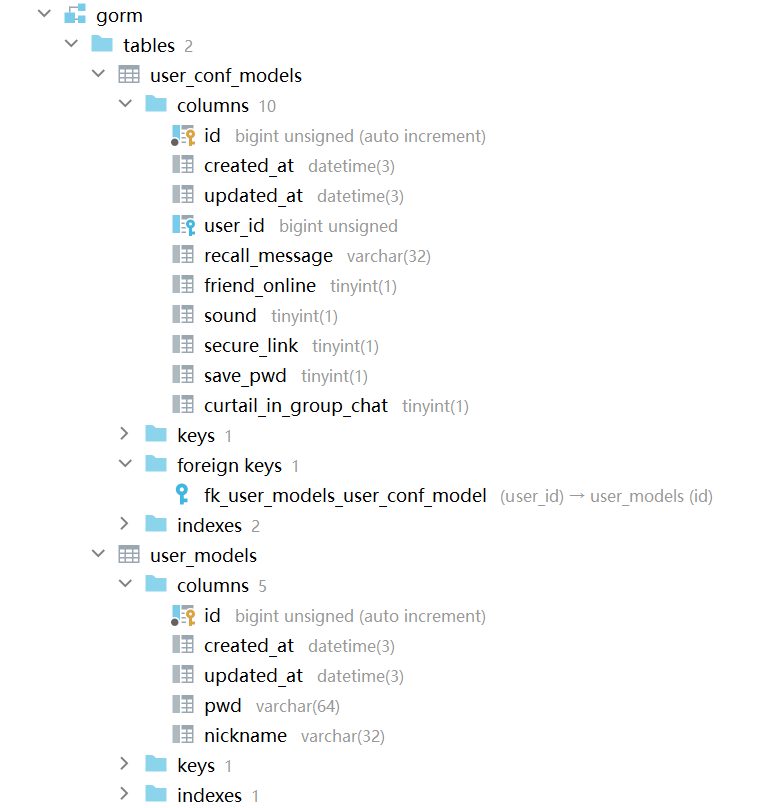 gorm
tables 2
user_conf_models
columns 10
id bigint unsigned (auto increment)
created_at datetime(3)
updated_at datetime(3)
user_id bigint unsigned
recall_message varchar(32)
friend_online tinyint(1)
sound tinyint(1)
secure_link tinyint(1)
save_pwd tinyint(1)
curtail_in_group_chat tinyint(1)
keys 1
foreign keys 1
fk_user_models_user_conf_model (user_id) → user_models (id)
indexes 2
user_models
columns 5
id bigint unsigned (auto increment)
created_at datetime(3)
updated_at datetime(3)
pwd varchar(64)
nickname varchar(32)
keys 1
indexes 1